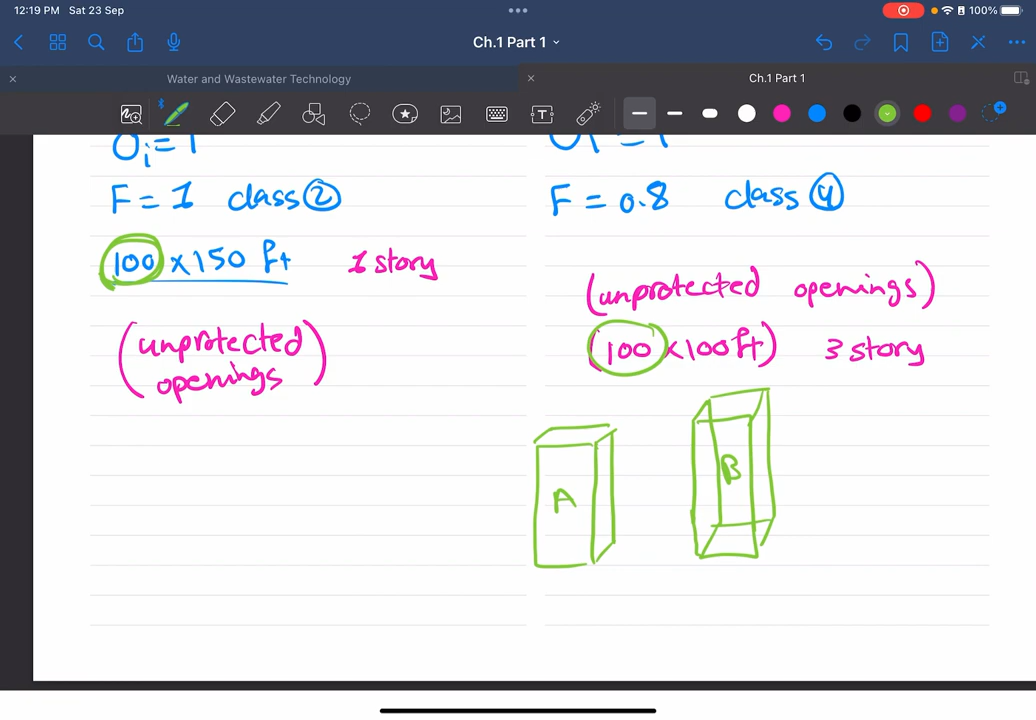 12:19 PM Sat 23 Sep
100%
Ch.1 Part 1
Water and Wastewater Technology
Ch.1 Part 1
T
Oi=1
F = 1 class 2
100 ×150 ft 1 story
(unprotected
openings)
F = 0.8 class 4
(unprotected openings)
(100 ×100 ft) 3 story
A
B